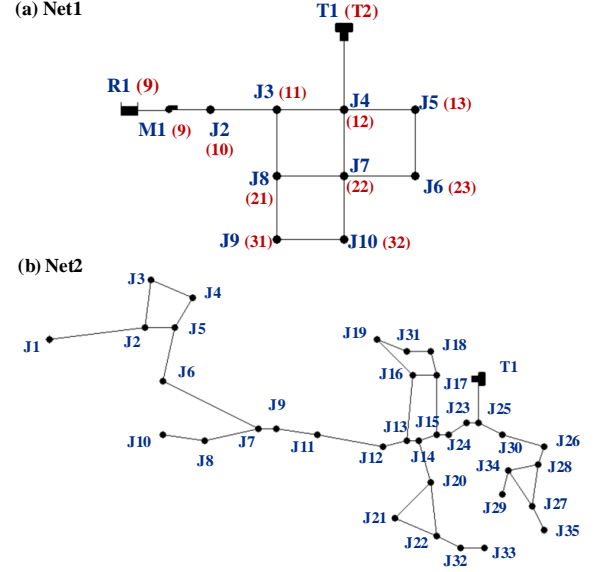 (a) Net1
T1 (T2)
R1 (9)
J3 (11)
J4
J5 (13)
M1 (9)
J2
(12)
(10)
J7
J8
(22)
J6 (23)
(21)
J9 (31)
J10 (32)
(b) Net2
J3
J4
J1
J2
J5
J19
J31
J18
J6
J16
J17
T1
J9
J23
J25
J10
J13
J15
J8
J7
J11
J24
J30
J26
J12
J14
J34
J28
J20
J29
J27
J21
J35
J22
J32
J33